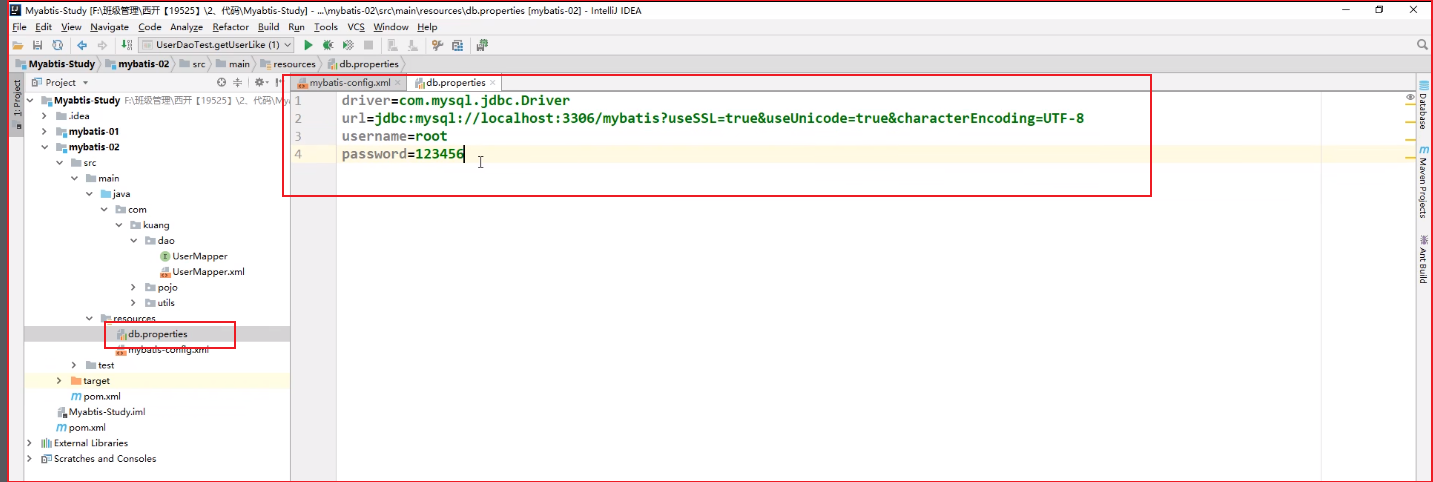 Myabtis-Study [F:\班级管理\西开【19525】\2、代码\Myabtis-Study] - ...\mybatis-02\src\main\resources\db.properties [mybatis-02] - IntelliJ IDEA
File Edit View Navigate Code Analyze Refactor Build Run Tools VCS Window Help
UserDaoTest.getUserLike (1)
Myabtis-Study mybatis-02 src main resources db.properties
1: Project
Project
mybatis-config.xml db.properties
Myabtis-Study F:\班级管理\西开【19525】\2、代码\My
.idea
mybatis-01
mybatis-02
src
main
java
com
kuang
dao
UserMapper
UserMapper.xml
pojo
utils
resources
db.properties
mybatis-config.xml
test
target
pom.xml
Myabtis-Study.iml
pom.xml
External Libraries
Scratches and Consoles
1 driver=com.mysql.jdbc.Driver
2 url=jdbc:mysql://localhost:3306/mybatis?useSSL=true&useUnicode=true&characterEncoding=UTF-8
3 username=root
4 password=123456
Database
Maven Projects
Ant Build